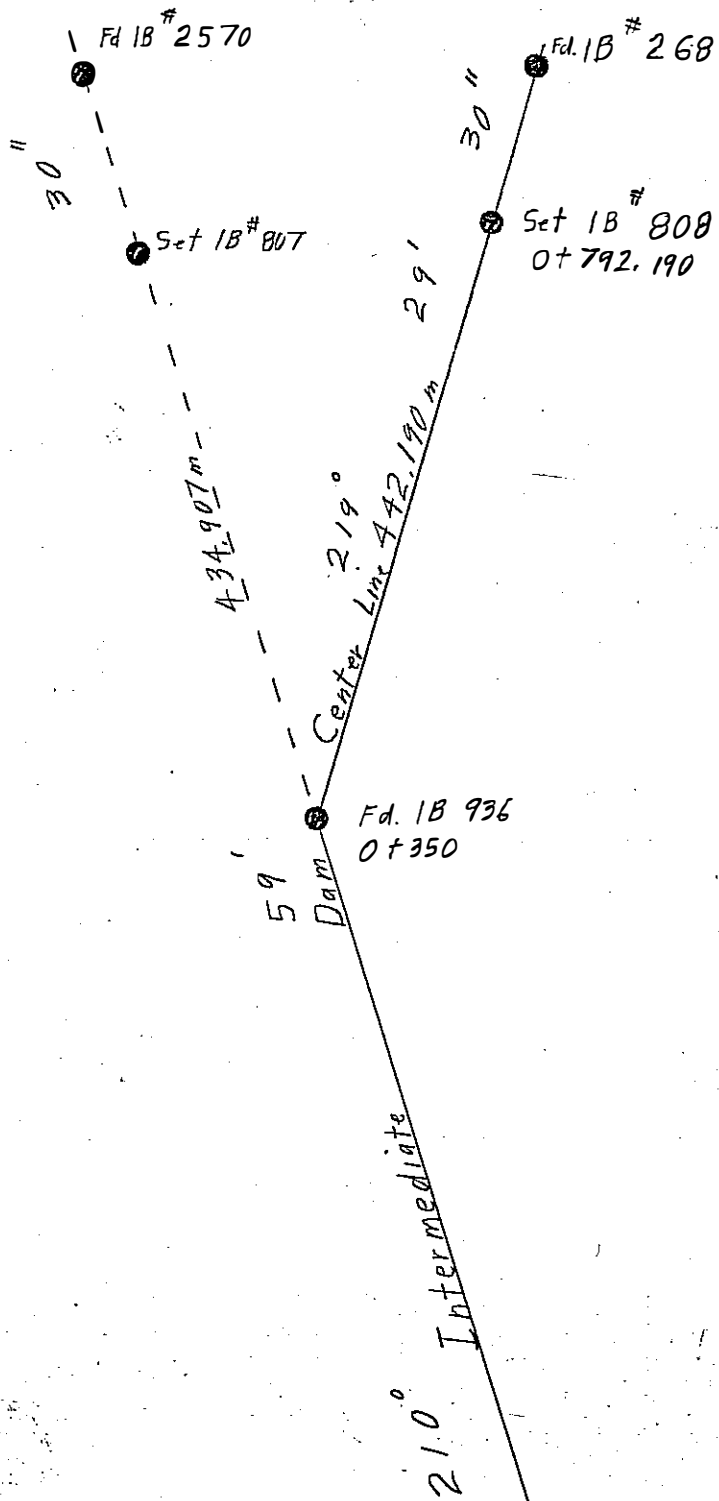 Fd IB #2570
Fd. IB #268
30"
30"
Set IB #807
Set IB #808
0+792.190
29'
219°
434.907m
Center Line 442.190 m
Fd. IB 936
0+350
59'
Dam
Intermediate
210°